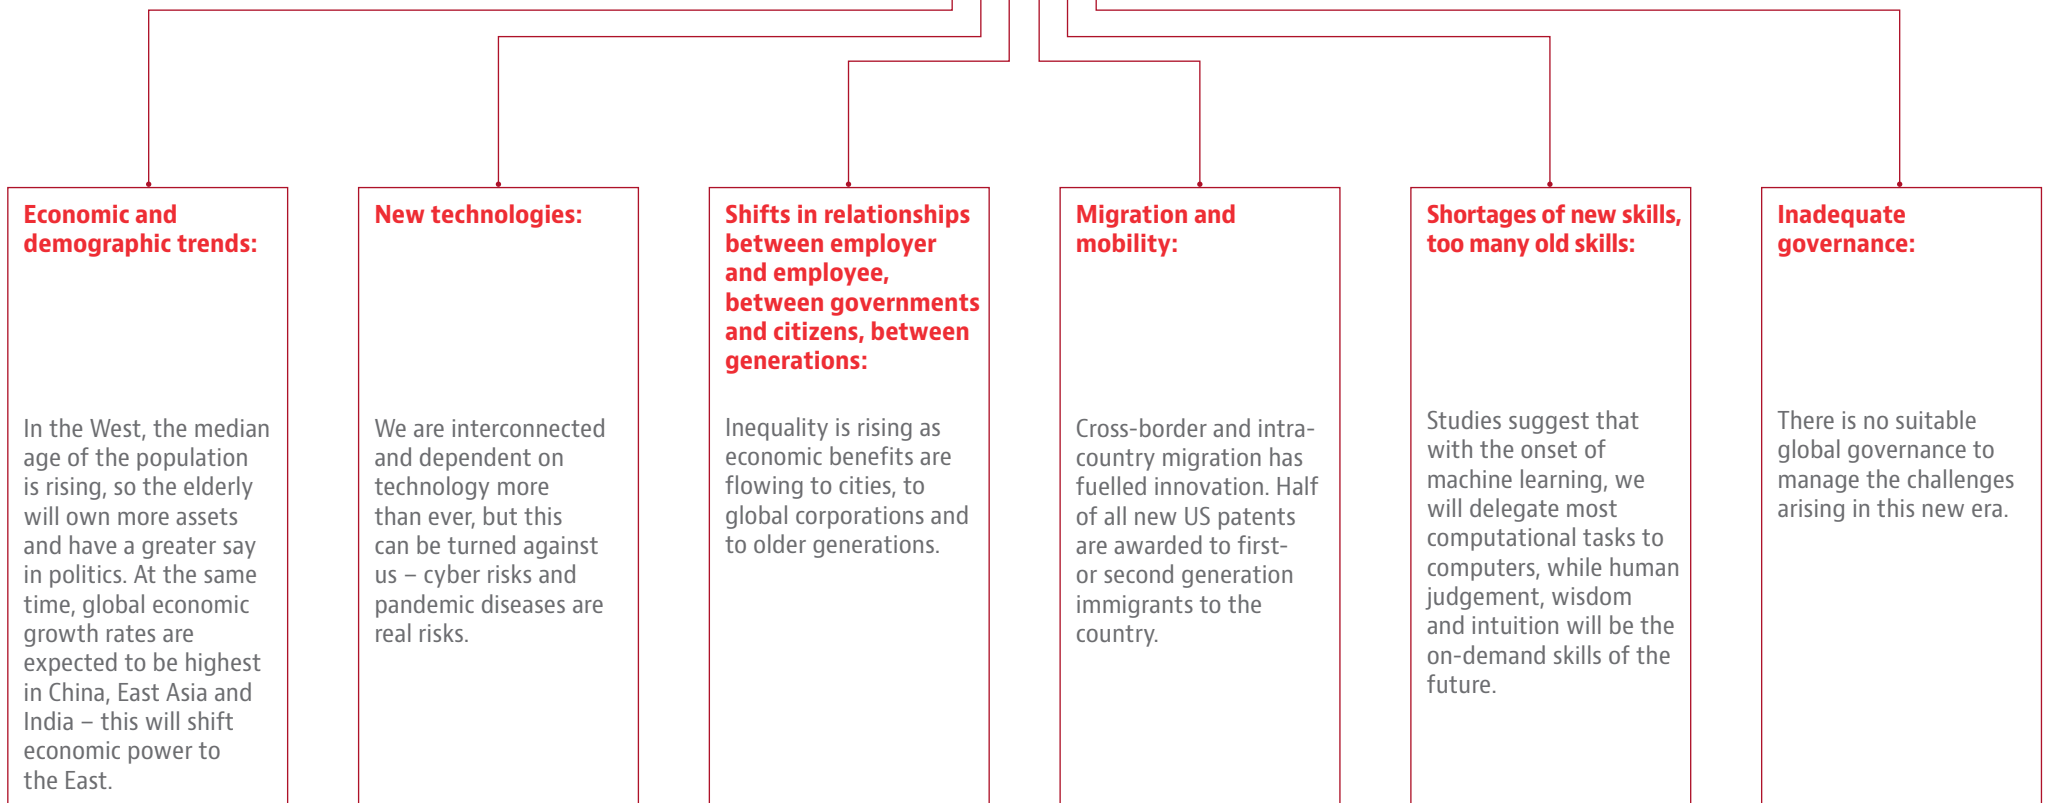 Economic and
demographic trends:
In the West, the median
age of the population
is rising, so the elderly
will own more assets
and have a greater say
in politics. At the same
time, global economic
growth rates are
expected to be highest
in China, East Asia and
India – this will shift
economic power to
the East.
New technologies:
We are interconnected
and dependent on
technology more
than ever, but this
can be turned against
us – cyber risks and
pandemic diseases are
real risks.
Shifts in relationships
between employer
and employee,
between governments
and citizens, between
generations:
Inequality is rising as
economic benefits are
flowing to cities, to
global corporations and
to older generations.
Migration and
mobility:
Cross-border and intra-
country migration has
fuelled innovation. Half
of all new US patents
are awarded to first-
or second generation
immigrants to the
country.
Shortages of new skills,
too many old skills:
Studies suggest that
with the onset of
machine learning, we
will delegate most
computational tasks to
computers, while human
judgement, wisdom
and intuition will be the
on-demand skills of the
future.
Inadequate
governance:
There is no suitable
global governance to
manage the challenges
arising in this new era.